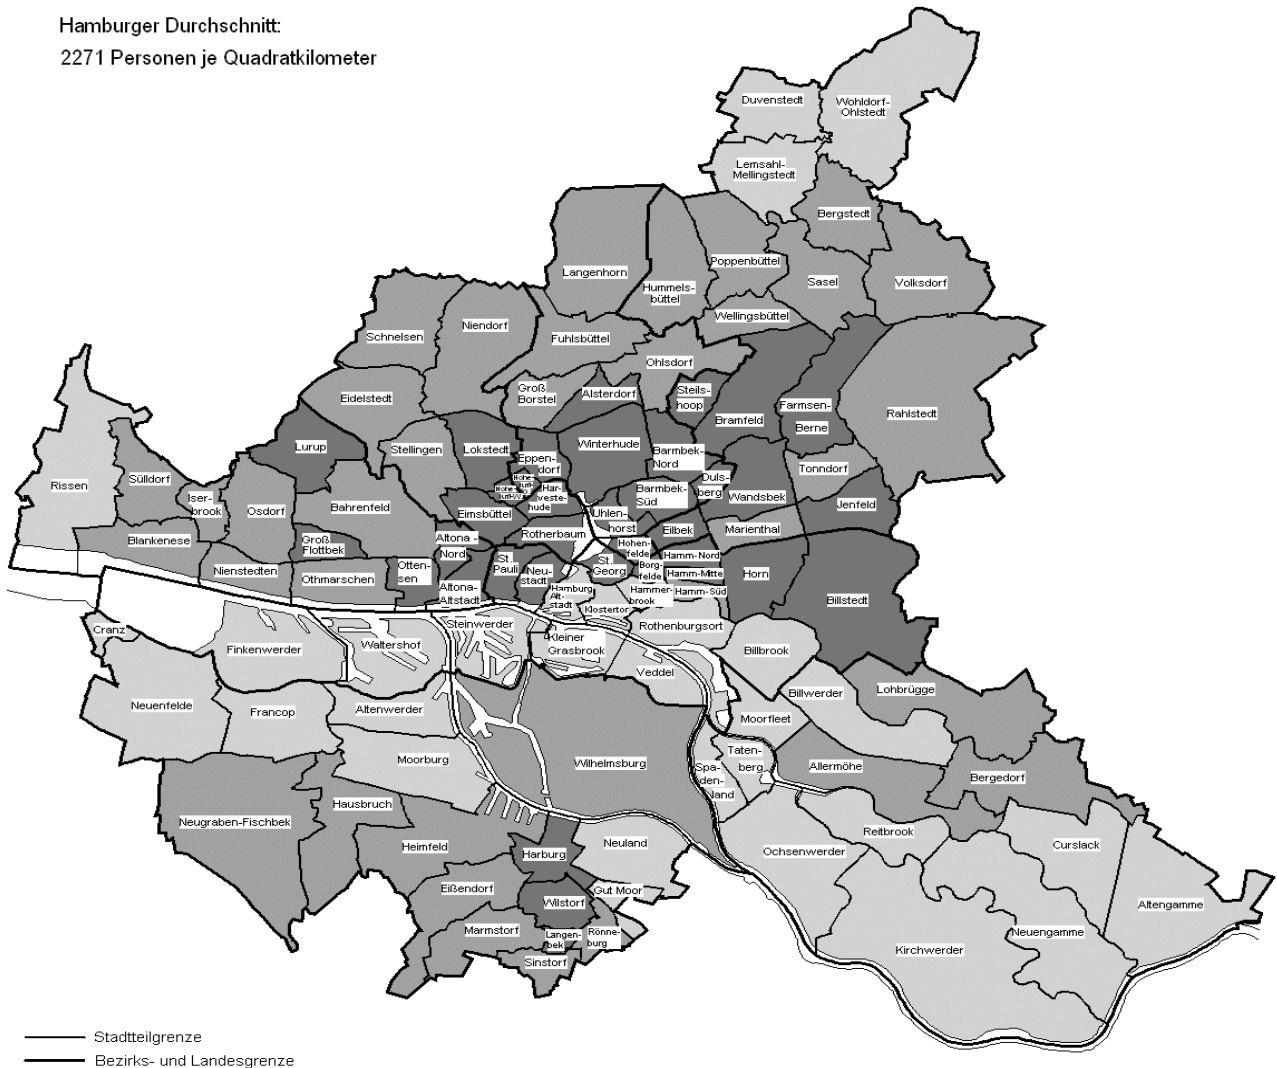 Hamburger Durchschnitt:
2271 Personen je Quadratkilometer
Duvenstedt
Wohldorf-
Ohlstedt
Lemsahl-
Mellingstedt
Bergstedt
Poppenbüttel
Langenhorn
Hummels-
büttel
Sasel
Volksdorf
Wellingsbüttel
Schnelsen
Niendorf
Fuhlsbüttel
Ohlsdorf
Groß
Borstel
Alsterdorf
Steils-
hoop
Eidelstedt
Bramfeld
Farmsen-
Berne
Rahlstedt
Lurup
Stellingen
Lokstedt
Eppen-
dorf
Winterhude
Barmbek-
Nord
Tonndorf
Rissen
Sülldorf
Iser-
brook
Osdorf
Bahrenfeld
Hohe-
luft-O
Hohe-
luft-W
Har-
veste-
hude
Barmbek-
Süd
Duls-
berg
Wandsbek
Jenfeld
Eimsbüttel
Uhlen-
horst
Eilbek
Marienthal
Blankenese
Groß
Flottbek
Altona -
Nord
Rotherbaum
Hohen-
felde
Hamm-Nord
Nienstedten
Othmarschen
Otten-
sen
St.
Pauli
Neu-
stadt
St.
Georg
Borg-
felde
Hamm-Mitte
Horn
Billstedt
Altona-
Altstadt
Hamburg
Alt-
stadt
Hammer-
brook
Hamm-Süd
Klostertor
Rothenburgsort
Cranz
Finkenwerder
Waltershof
Steinwerder
Kleiner
Grasbrook
Veddel
Billbrook
Neuenfelde
Francop
Altenwerder
Billwerder
Lohbrügge
Moorfleet
Moorburg
Wilhelmsburg
Taten-
berg
Spa-
den-
land
Allermöhe
Bergedorf
Neugraben-Fischbek
Hausbruch
Heimfeld
Harburg
Neuland
Reitbrook
Ochsenwerder
Curslack
Eißendorf
Gut Moor
Wilstorf
Altengamme
Marmstorf
Langen-
bek
Rönne-
burg
Sinstorf
Kirchwerder
Neuengamme
Stadtteilgrenze
Bezirks- und Landesgrenze